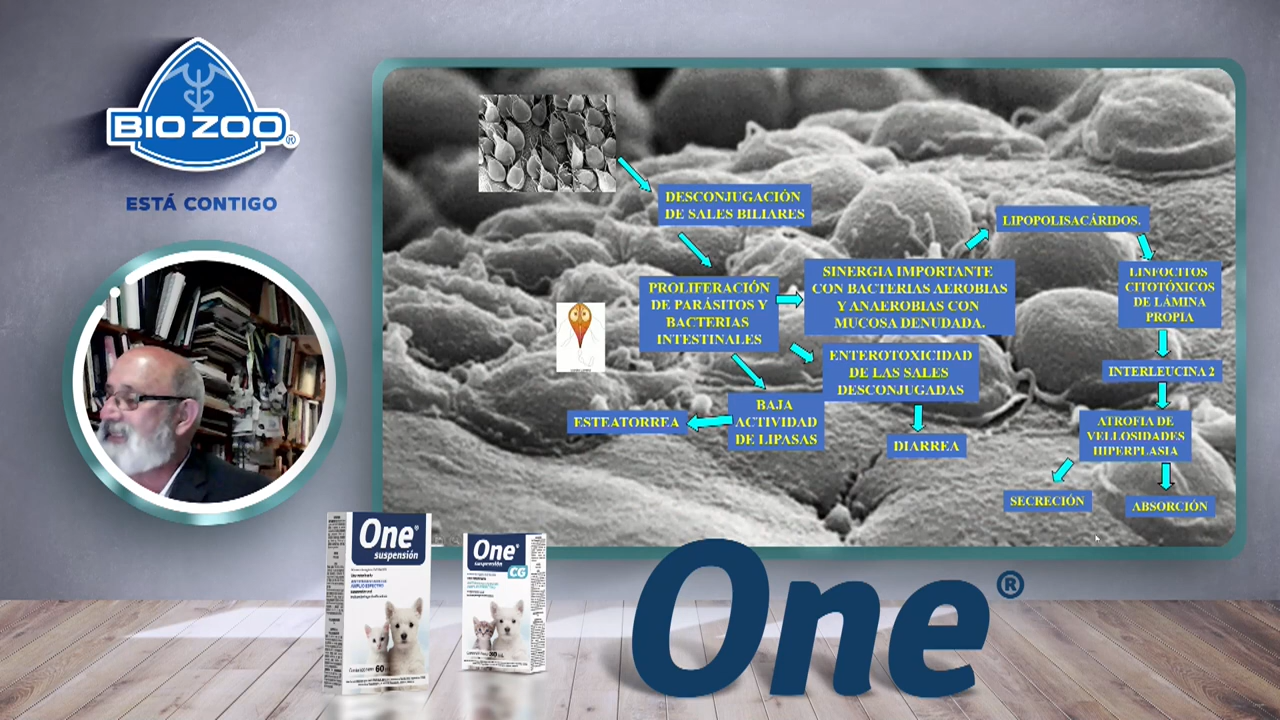 BIO ZOO®
ESTÁ CONTIGO
DESCONJUGACIÓN
DE SALES BILIARES
LIPOPOLISACÁRIDOS.
PROLIFERACIÓN
DE PARÁSITOS Y
BACTERIAS
INTESTINALES
SINERGIA IMPORTANTE
CON BACTERIAS AEROBIAS
Y ANAEROBIAS CON
MUCOSA DENUDADA.
LINFOCITOS
CITOTÓXICOS
DE LÁMINA
PROPIA
ENTEROTOXICIDAD
DE LAS SALES
DESCONJUGADAS
INTERLEUCINA 2
ESTEATORREA
BAJA
ACTIVIDAD
DE LIPASAS
DIARREA
ATROFIA DE
VELLOSIDADES
HIPERPLASIA
SECRECIÓN
ABSORCIÓN
One®
suspensión
60
One®
suspensión
CG
30
One®